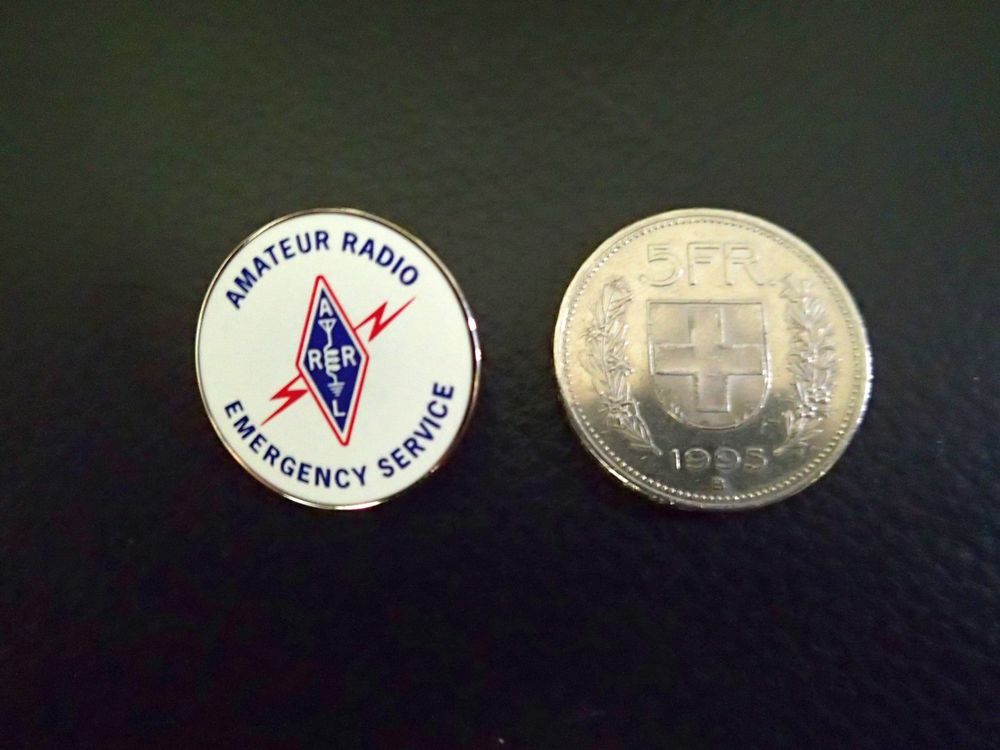 AMATEUR RADIO
A
R R
L
EMERGENCY SERVICE
5FR.
1995
B